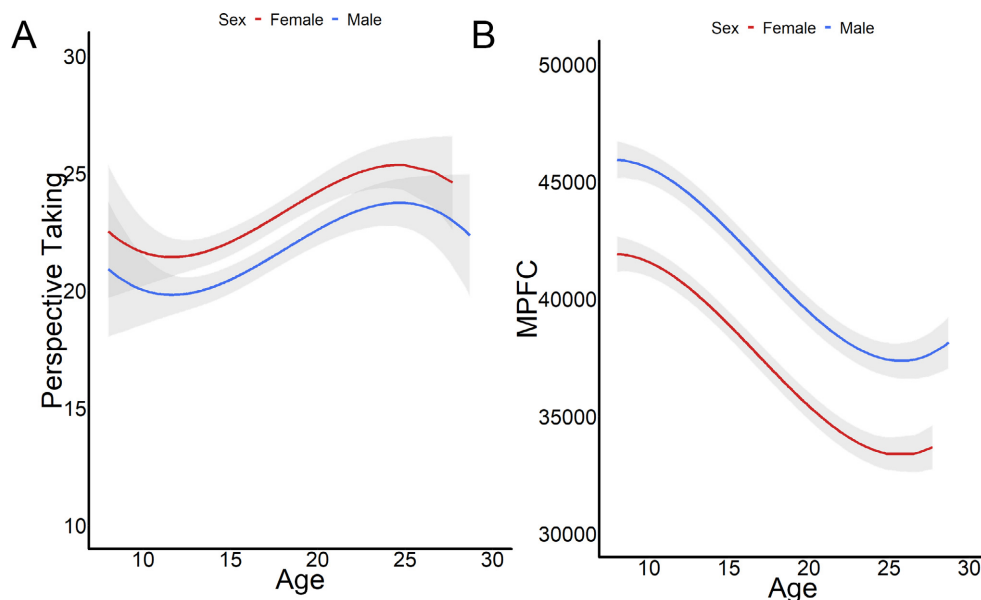 A
Sex Female Male
Perspective Taking
30
25
20
15
10
10 15 20 25 30
Age
B
Sex Female Male
MPFC
50000
45000
40000
35000
30000
10 15 20 25 30
Age